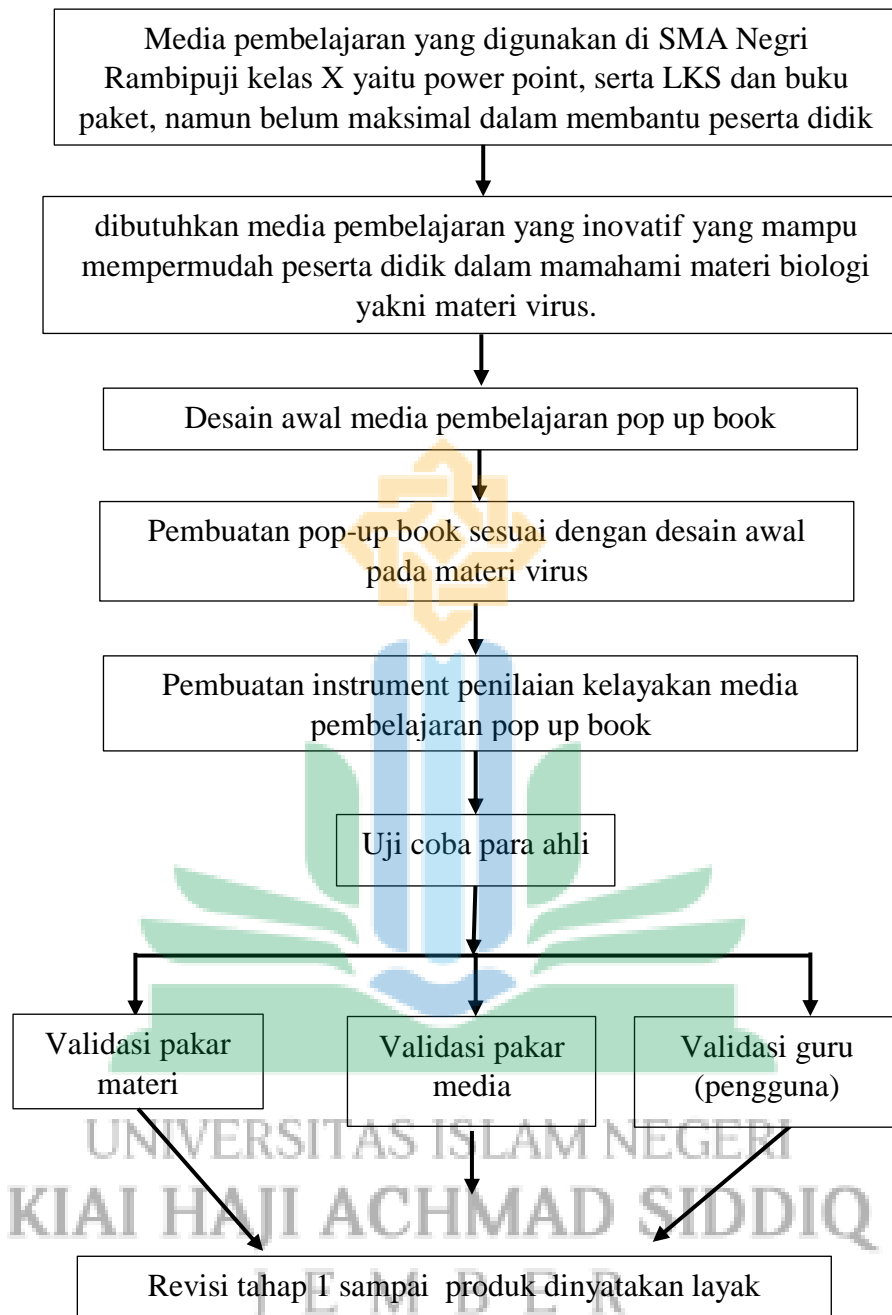 Media pembelajaran yang digunakan di SMA Negri
Rambipuji kelas X yaitu power point, serta LKS dan buku
paket, namun belum maksimal dalam membantu peserta didik
dibutuhkan media pembelajaran yang inovatif yang mampu
mempermudah peserta didik dalam mamahami materi biologi
yakni materi virus.
Desain awal media pembelajaran pop up book
Pembuatan pop-up book sesuai dengan desain awal
pada materi virus
Pembuatan instrument penilaian kelayakan media
pembelajaran pop up book
Uji coba para ahli
Validasi pakar
materi
Validasi pakar
media
Validasi guru
(pengguna)
UNIVERSITAS ISLAM NEGERI
KIAI HAJI ACHMAD SIDDIQ
Revisi tahap 1 sampai  produk dinyatakan layak
JEMBER